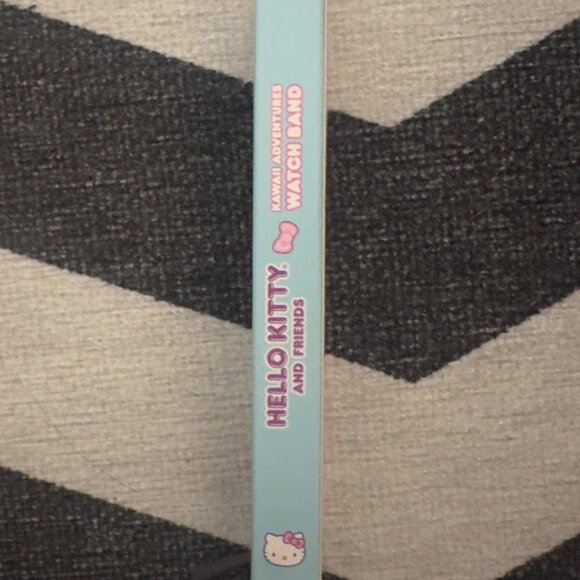 HELLO KITTY®
AND FRIENDS
KAWAII ADVENTURES
WATCH BAND